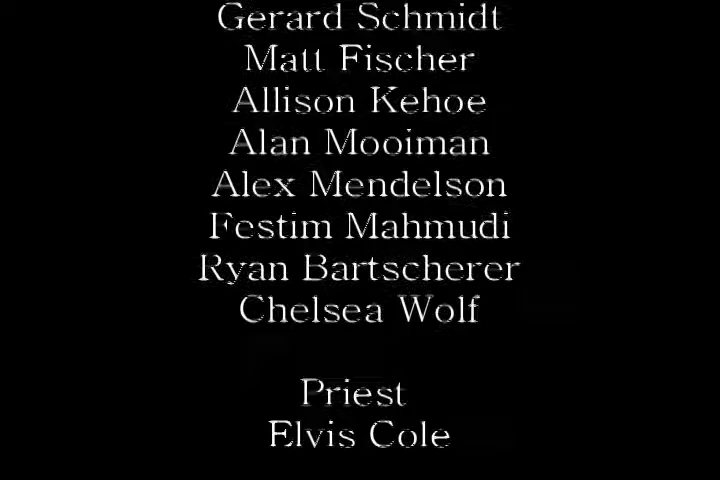 Gerard Schmidt
Matt Fischer
Allison Kehoe
Alan Mooiman
Alex Mendelson
Festim Mahmudi
Ryan Bartscherer
Chelsea Wolf
Priest
Elvis Cole